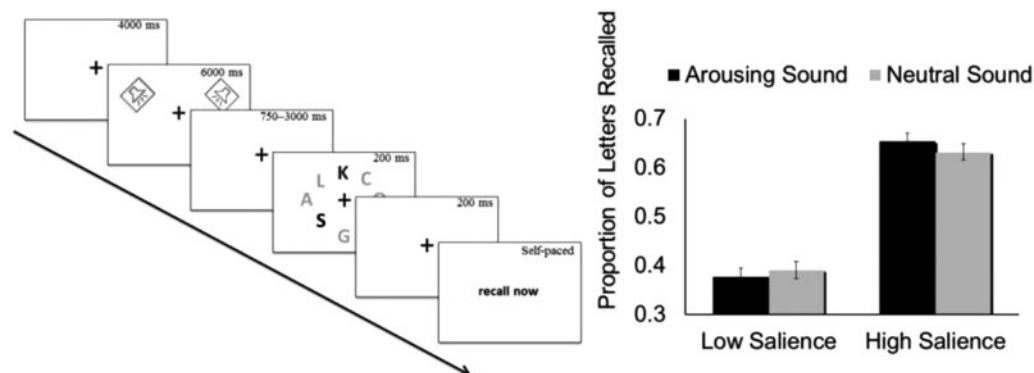 4000 ms
+
6000 ms
+
750–3000 ms
+
200 ms
L K C
A +
S
G
200 ms
+
Self-paced
recall now
Proportion of Letters Recalled
Arousing Sound Neutral Sound
0.7
0.6
0.5
0.4
0.3
Low Salience High Salience